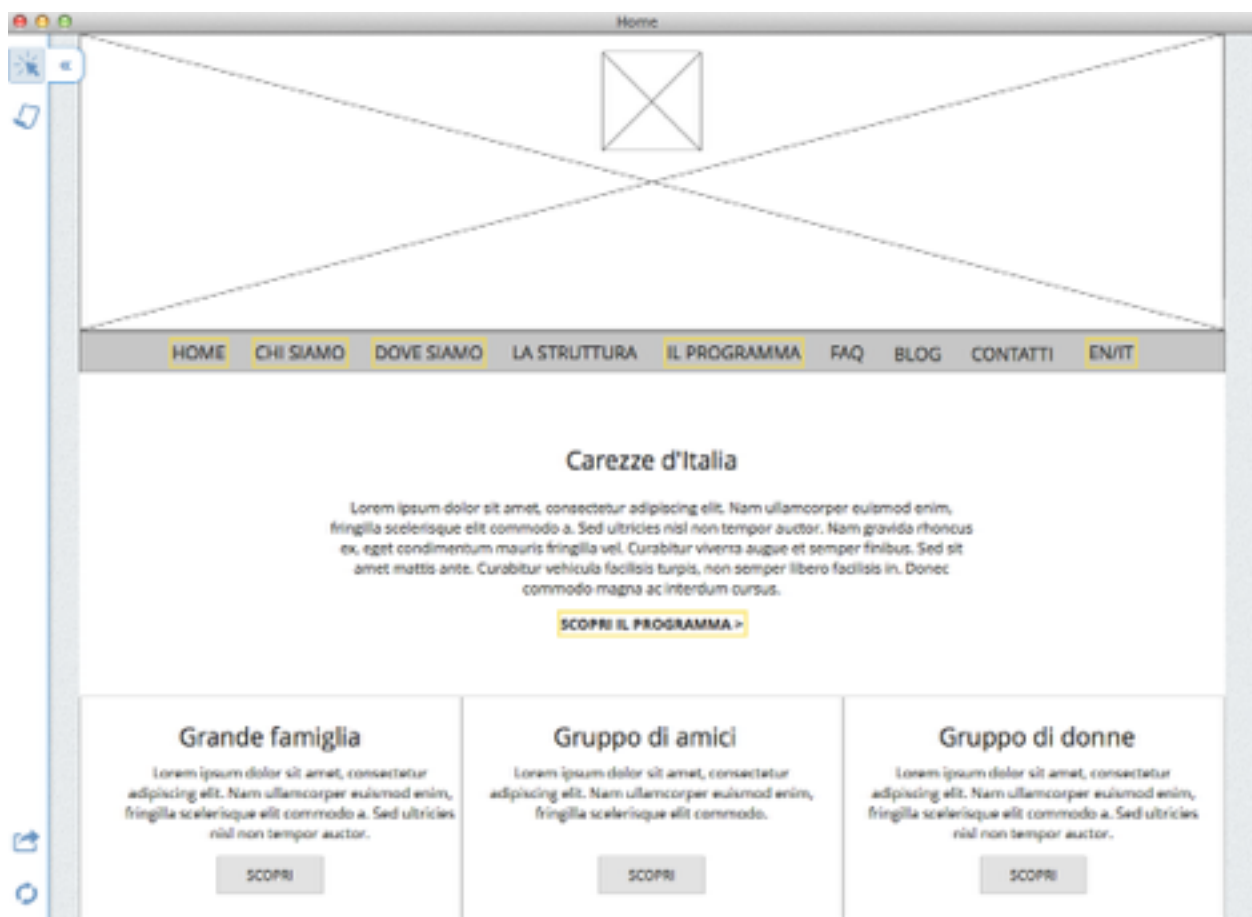 Home
«
HOME CHI SIAMO DOVE SIAMO LA STRUTTURA IL PROGRAMMA FAQ BLOG CONTATTI EN/IT
Carezze d'Italia
Lorem ipsum dolor sit amet, consectetur adipiscing elit. Nam ullamcorper euismod enim,
fringilla scelerisque elit commodo a. Sed ultricies nisl non tempor auctor. Nam gravida rhoncus
ex, eget condimentum mauris fringilla vel. Curabitur viverra augue et semper finibus. Sed sit
amet mattis ante. Curabitur vehicula facilisis turpis, non semper libero facilisis in. Donec
commodo magna ac interdum cursus.
SCOPRI IL PROGRAMMA >
Grande famiglia
Lorem ipsum dolor sit amet, consectetur
adipiscing elit. Nam ullamcorper euismod enim,
fringilla scelerisque elit commodo a. Sed ultricies
nisl non tempor auctor.
SCOPRI
Gruppo di amici
Lorem ipsum dolor sit amet, consectetur
adipiscing elit. Nam ullamcorper euismod enim,
fringilla scelerisque elit commodo.
SCOPRI
Gruppo di donne
Lorem ipsum dolor sit amet, consectetur
adipiscing elit. Nam ullamcorper euismod enim,
fringilla scelerisque elit commodo a. Sed ultricies
nisl non tempor auctor.
SCOPRI